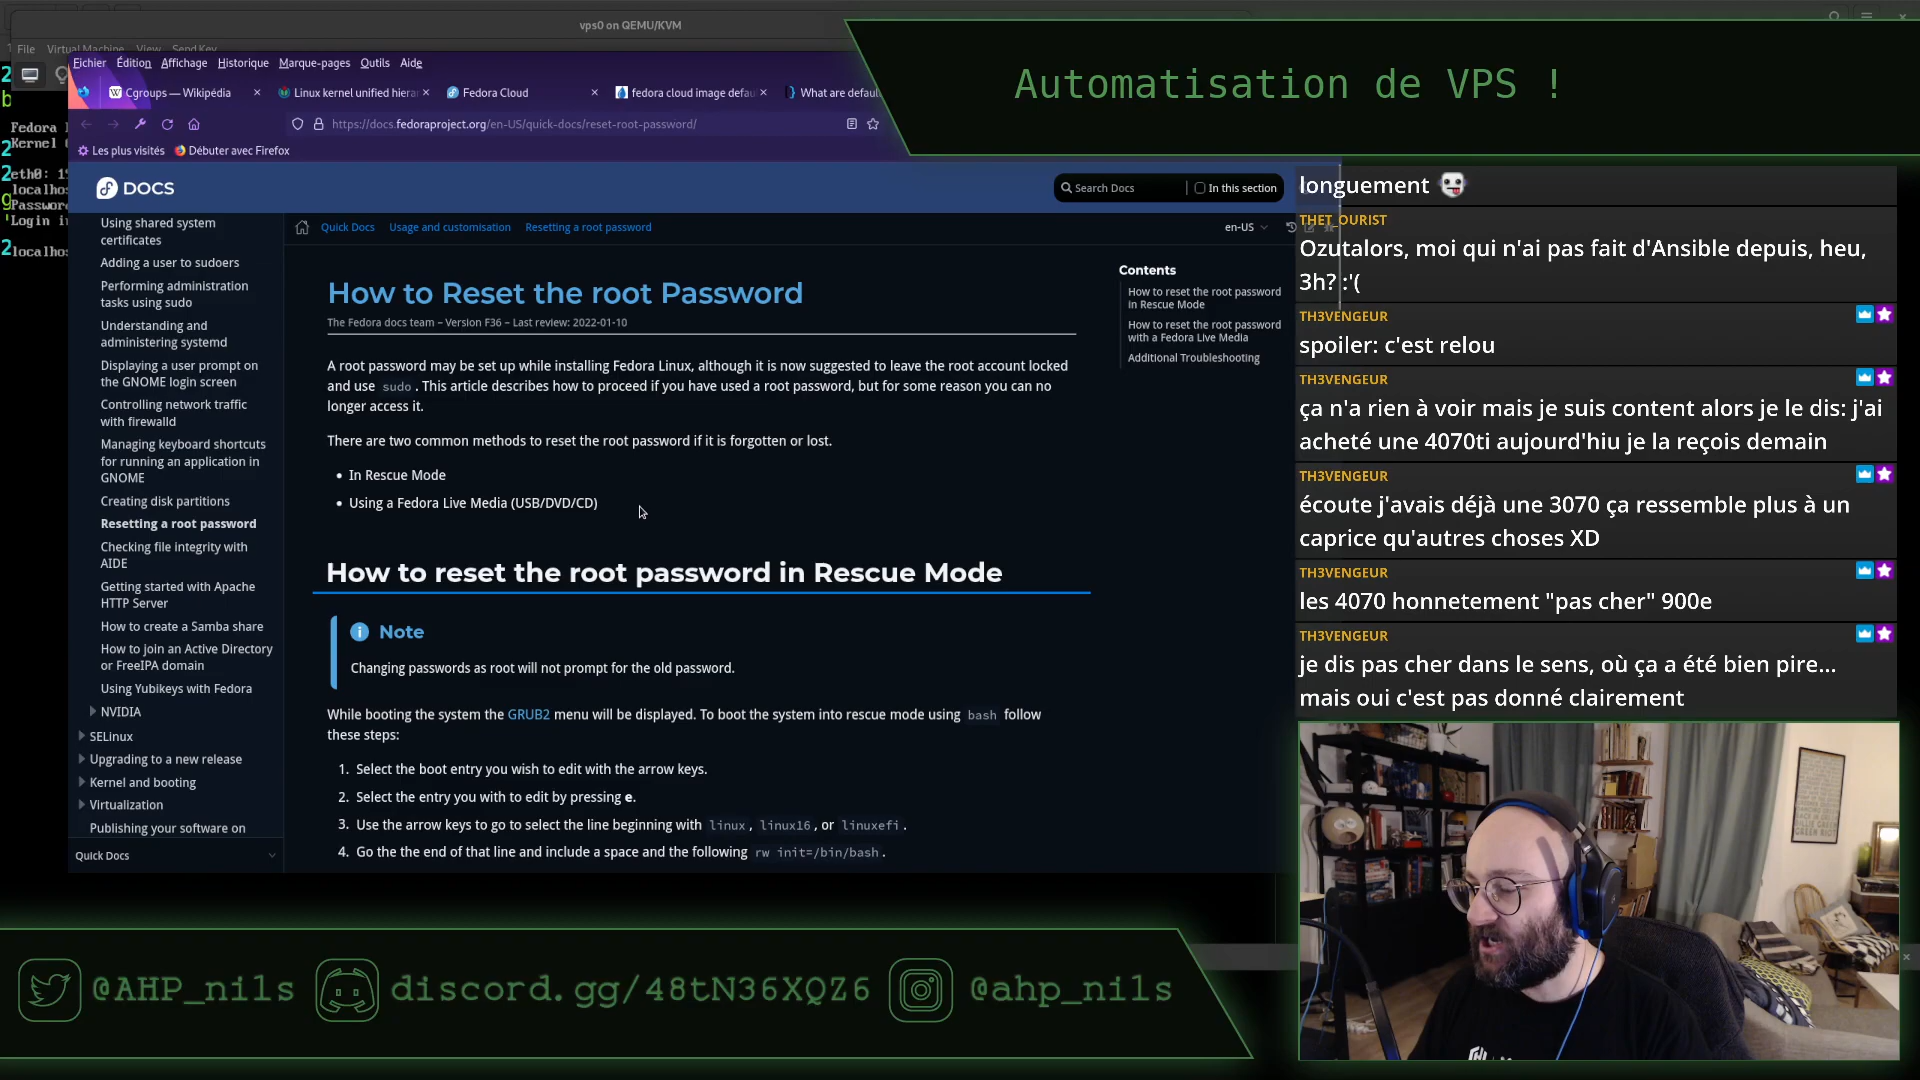 vps0 on QEMU/KVM
File Virtual Machine View Send Key
Automatisation de VPS !
Fichier Édition Affichage Historique Marque-pages Outils Aide
Cgroups — Wikipédia
Linux kernel unified hiera
Fedora Cloud
fedora cloud image defau
What are defaul
https://docs.fedoraproject.org/en-US/quick-docs/reset-root-password/
Les plus visités
Débuter avec Firefox
Fedora
Kernel
eth0: 1
localhos
Password
Login in
localhos
DOCS
Search Docs
In this section
Using shared system
certificates
Adding a user to sudoers
Performing administration
tasks using sudo
Understanding and
administering systemd
Displaying a user prompt on
the GNOME login screen
Controlling network traffic
with firewalld
Managing keyboard shortcuts
for running an application in
GNOME
Creating disk partitions
Resetting a root password
Checking file integrity with
AIDE
Getting started with Apache
HTTP Server
How to create a Samba share
How to join an Active Directory
or FreeIPA domain
Using Yubikeys with Fedora
NVIDIA
SELinux
Upgrading to a new release
Kernel and booting
Virtualization
Publishing your software on
Quick Docs
Quick Docs Usage and customisation Resetting a root password
en-US
How to Reset the root Password
The Fedora docs team – Version F36 – Last review: 2022-01-10
A root password may be set up while installing Fedora Linux, although it is now suggested to leave the root account locked
and use sudo. This article describes how to proceed if you have used a root password, but for some reason you can no
longer access it.
There are two common methods to reset the root password if it is forgotten or lost.
In Rescue Mode
Using a Fedora Live Media (USB/DVD/CD)
How to reset the root password in Rescue Mode
Note
Changing passwords as root will not prompt for the old password.
While booting the system the GRUB2 menu will be displayed. To boot the system into rescue mode using bash follow
these steps:
1. Select the boot entry you wish to edit with the arrow keys.
2. Select the entry you with to edit by pressing e.
3. Use the arrow keys to go to select the line beginning with linux, linux16, or linuxefi.
4. Go the the end of that line and include a space and the following rw init=/bin/bash.
Contents
How to reset the root password
in Rescue Mode
How to reset the root password
with a Fedora Live Media
Additional Troubleshooting
longuement
THET_OURIST
Ozutalors, moi qui n'ai pas fait d'Ansible depuis, heu,
3h? :'(
TH3VENGEUR
spoiler: c'est relou
TH3VENGEUR
ça n'a rien à voir mais je suis content alors je le dis: j'ai
acheté une 4070ti aujourd'hiu je la reçois demain
TH3VENGEUR
écoute j'avais déjà une 3070 ça ressemble plus à un
caprice qu'autres choses XD
TH3VENGEUR
les 4070 honnetement "pas cher" 900e
TH3VENGEUR
je dis pas cher dans le sens, où ça a été bien pire...
mais oui c'est pas donné clairement
@AHP_nils
discord.gg/48tN36XQZ6
@ahp_nils